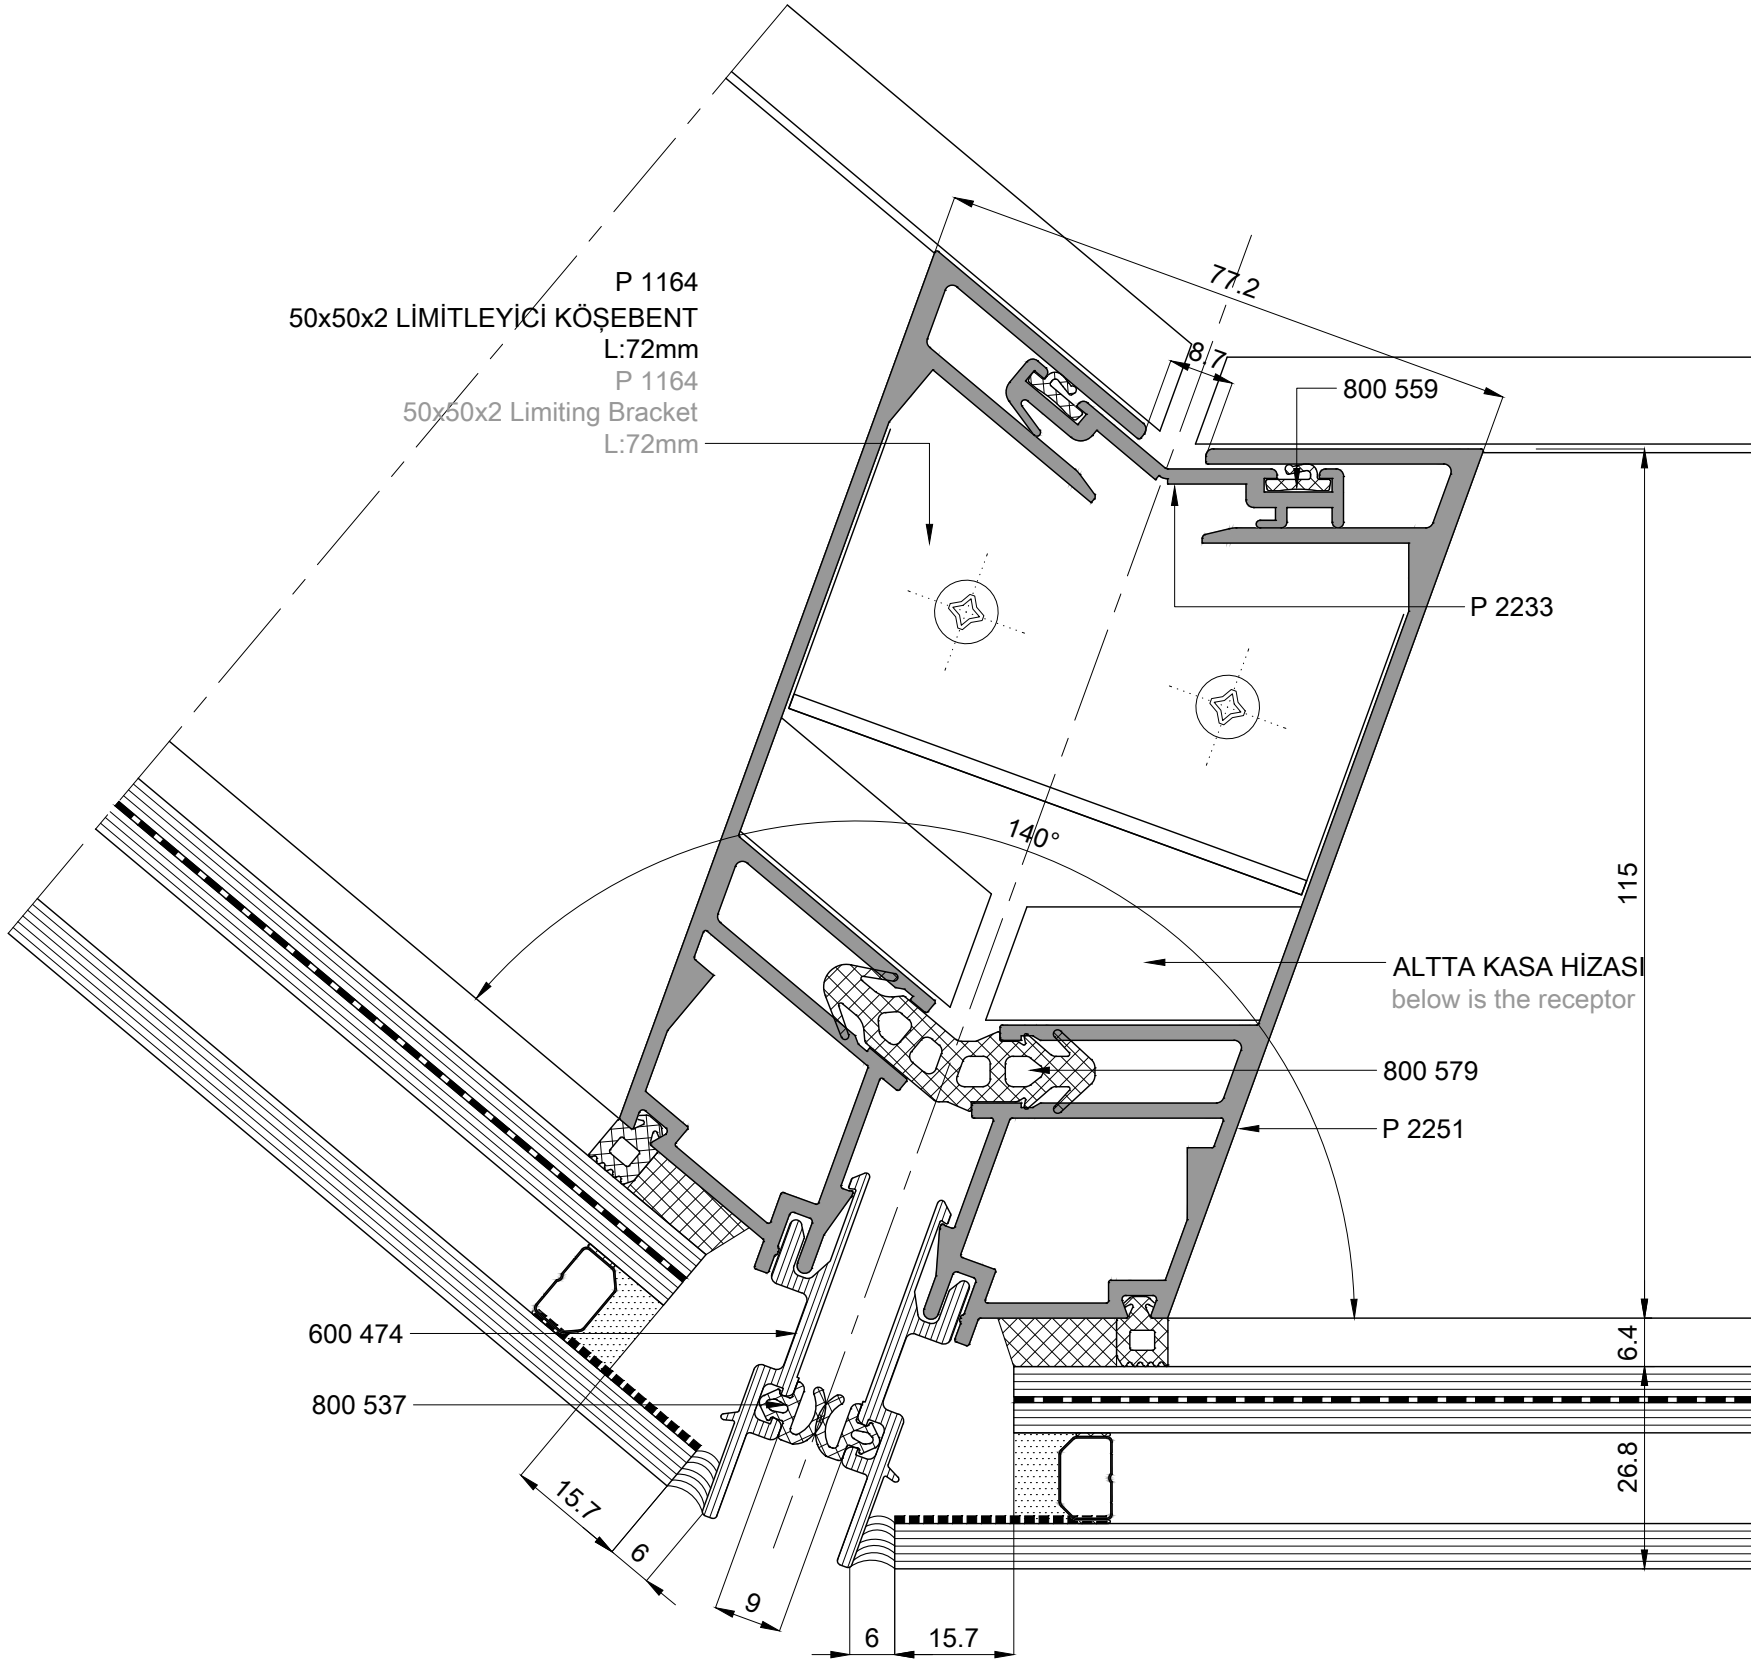 77.2
P 1164
50x50x2 LİMİTLEYİCİ KÖŞEBENT
L:72mm
P 1164
50x50x2 Limiting Bracket
L:72mm
8.7
800 559
P 2233
140°
115
ALTTA KASA HİZASI
below is the receptor
800 579
P 2251
600 474
6.4
800 537
26.8
15.7
6
9
6
15.7